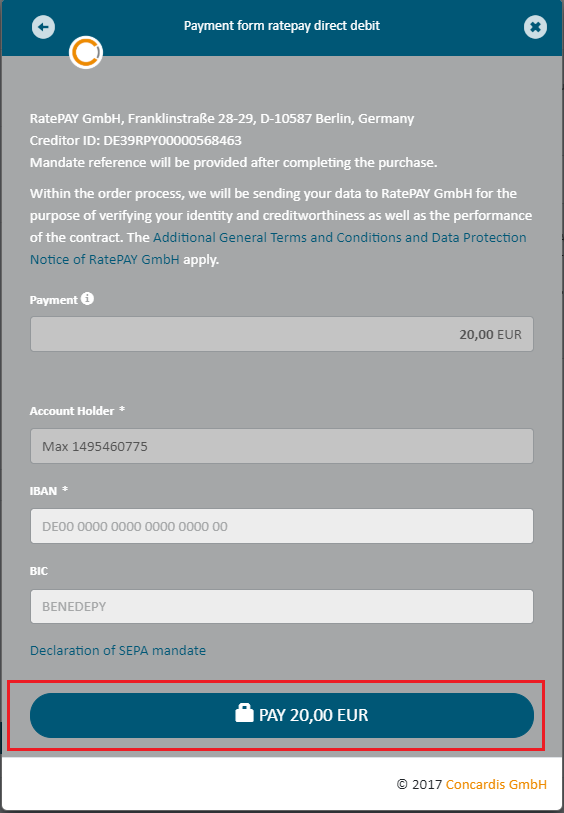 Payment form ratepay direct debit
RatePAY GmbH, Franklinstraße 28-29, D-10587 Berlin, Germany
Creditor ID: DE39RPY00000568463
Mandate reference will be provided after completing the purchase.
Within the order process, we will be sending your data to RatePAY GmbH for the
purpose of verifying your identity and creditworthiness as well as the performance
of the contract. The Additional General Terms and Conditions and Data Protection
Notice of RatePAY GmbH apply.
Payment
20,00 EUR
Account Holder *
Max 1495460775
IBAN *
DE00 0000 0000 0000 0000 00
BIC
BENEDEPY
Declaration of SEPA mandate
PAY 20,00 EUR
© 2017 Concardis GmbH